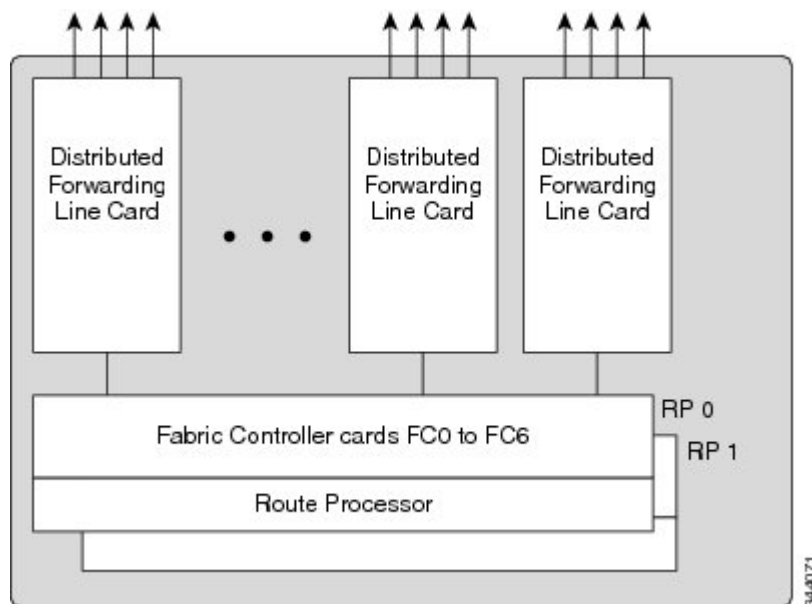 Distributed
Forwarding
Line Card
Distributed
Forwarding
Line Card
Distributed
Forwarding
Line Card
Fabric Controller cards FC0 to FC6
RP 0
RP 1
Route Processor